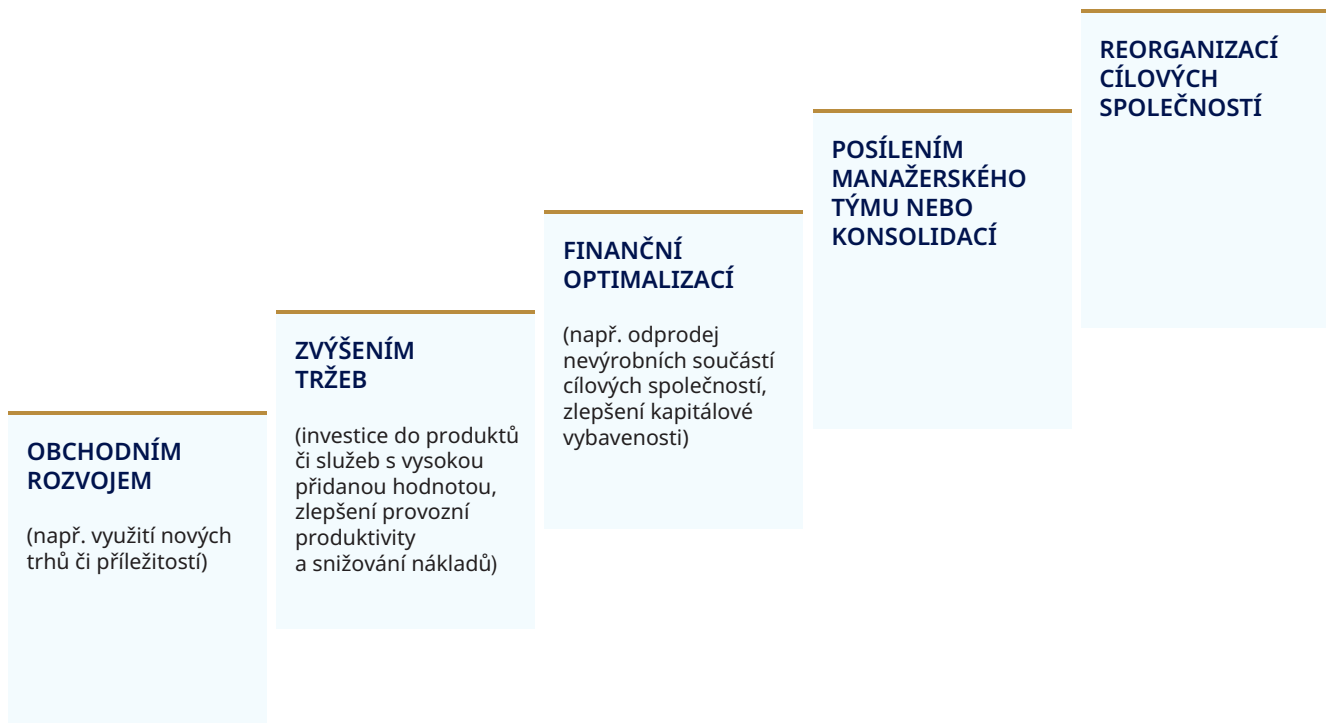 OBCHODNÍM
ROZVOJEM
(např. využití nových
trhů či příležitostí)
ZVÝŠENÍM
TRŽEB
(investice do produktů
či služeb s vysokou
přidanou hodnotou,
zlepšení provozní
produktivity
a snižování nákladů)
FINANČNÍ
OPTIMALIZACÍ
(např. odprodej
nevýrobních součástí
cílových společností,
zlepšení kapitálové
vybavenosti)
POSÍLENÍM
MANAŽERSKÉHO
TÝMU NEBO
KONSOLIDACÍ
REORGANIZACÍ
CÍLOVÝCH
SPOLEČNOSTÍ